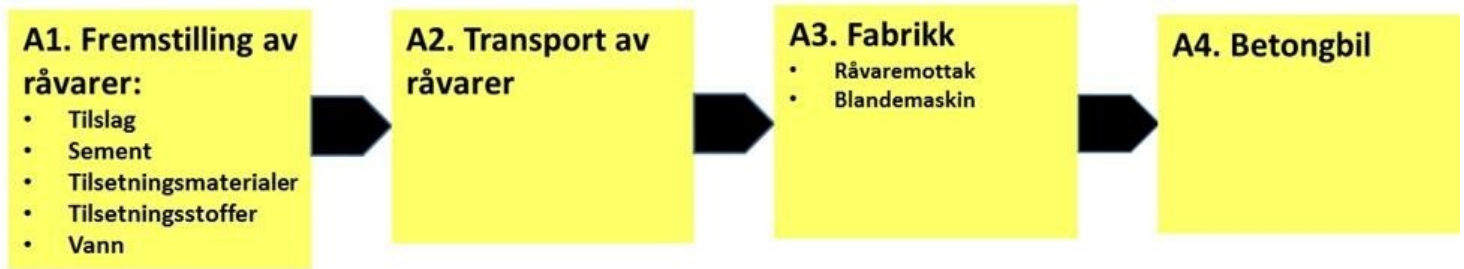 A1. Fremstilling av
råvarer:
• Tilslag
• Sement
• Tilsetningsmaterialer
• Tilsetningsstoffer
• Vann
A2. Transport av
råvarer
A3. Fabrikk
• Råvaremottak
• Blandemaskin
A4. Betongbil